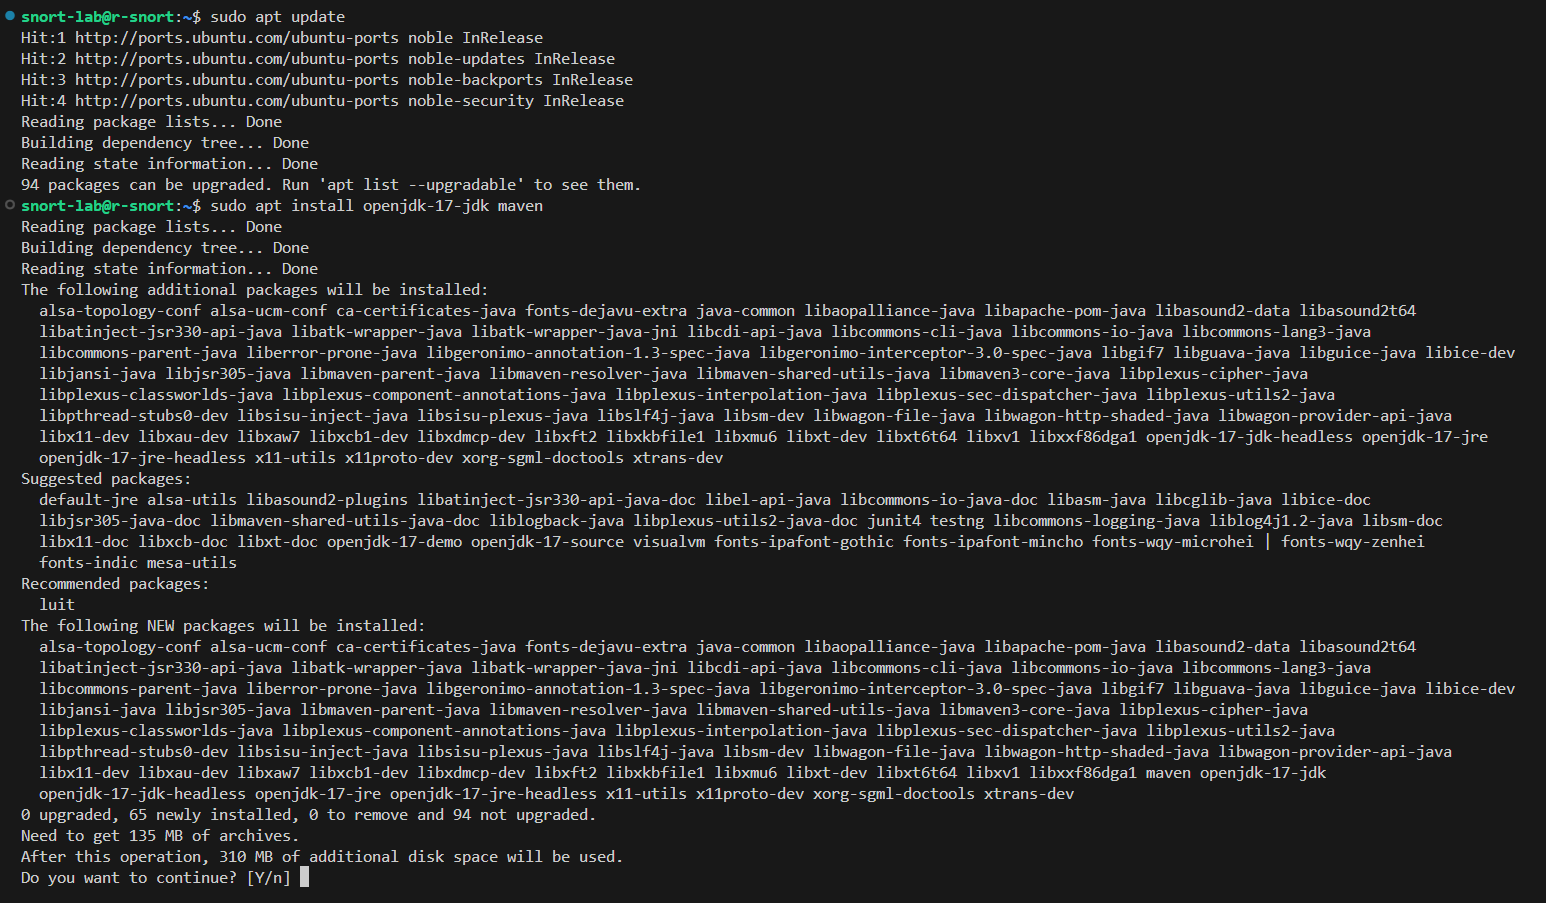 snort-lab@r-snort:~$ sudo apt update
Hit:1 http://ports.ubuntu.com/ubuntu-ports noble InRelease
Hit:2 http://ports.ubuntu.com/ubuntu-ports noble-updates InRelease
Hit:3 http://ports.ubuntu.com/ubuntu-ports noble-backports InRelease
Hit:4 http://ports.ubuntu.com/ubuntu-ports noble-security InRelease
Reading package lists... Done
Building dependency tree... Done
Reading state information... Done
94 packages can be upgraded. Run 'apt list --upgradable' to see them.
snort-lab@r-snort:~$ sudo apt install openjdk-17-jdk maven
Reading package lists... Done
Building dependency tree... Done
Reading state information... Done
The following additional packages will be installed:
  alsa-topology-conf alsa-ucm-conf ca-certificates-java fonts-dejavu-extra java-common libaopalliance-java libapache-pom-java libasound2-data libasound2t64
  libatinject-jsr330-api-java libatk-wrapper-java libatk-wrapper-java-jni libcdi-api-java libcommons-cli-java libcommons-io-java libcommons-lang3-java
  libcommons-parent-java liberror-prone-java libgeronimo-annotation-1.3-spec-java libgeronimo-interceptor-3.0-spec-java libgif7 libguava-java libguice-java libice-dev
  libjansi-java libjsr305-java libmaven-parent-java libmaven-resolver-java libmaven-shared-utils-java libmaven3-core-java libplexus-cipher-java
  libplexus-classworlds-java libplexus-component-annotations-java libplexus-interpolation-java libplexus-sec-dispatcher-java libplexus-utils2-java
  libpthread-stubs0-dev libsisu-inject-java libsisu-plexus-java libslf4j-java libsm-dev libwagon-file-java libwagon-http-shaded-java libwagon-provider-api-java
  libx11-dev libxau-dev libxaw7 libxcb1-dev libxdmcp-dev libxft2 libxkbfile1 libxmu6 libxt-dev libxt6t64 libxv1 libxxf86dga1 openjdk-17-jdk-headless openjdk-17-jre
  openjdk-17-jre-headless x11-utils x11proto-dev xorg-sgml-doctools xtrans-dev
Suggested packages:
  default-jre alsa-utils libasound2-plugins libatinject-jsr330-api-java-doc libel-api-java libcommons-io-java-doc libasm-java libcglib-java libice-doc
  libjsr305-java-doc libmaven-shared-utils-java-doc liblogback-java libplexus-utils2-java-doc junit4 testng libcommons-logging-java liblog4j1.2-java libsm-doc
  libx11-doc libxcb-doc libxt-doc openjdk-17-demo openjdk-17-source visualvm fonts-ipafont-gothic fonts-ipafont-mincho fonts-wqy-microhei | fonts-wqy-zenhei
  fonts-indic mesa-utils
Recommended packages:
  luit
The following NEW packages will be installed:
  alsa-topology-conf alsa-ucm-conf ca-certificates-java fonts-dejavu-extra java-common libaopalliance-java libapache-pom-java libasound2-data libasound2t64
  libatinject-jsr330-api-java libatk-wrapper-java libatk-wrapper-java-jni libcdi-api-java libcommons-cli-java libcommons-io-java libcommons-lang3-java
  libcommons-parent-java liberror-prone-java libgeronimo-annotation-1.3-spec-java libgeronimo-interceptor-3.0-spec-java libgif7 libguava-java libguice-java libice-dev
  libjansi-java libjsr305-java libmaven-parent-java libmaven-resolver-java libmaven-shared-utils-java libmaven3-core-java libplexus-cipher-java
  libplexus-classworlds-java libplexus-component-annotations-java libplexus-interpolation-java libplexus-sec-dispatcher-java libplexus-utils2-java
  libpthread-stubs0-dev libsisu-inject-java libsisu-plexus-java libslf4j-java libsm-dev libwagon-file-java libwagon-http-shaded-java libwagon-provider-api-java
  libx11-dev libxau-dev libxaw7 libxcb1-dev libxdmcp-dev libxft2 libxkbfile1 libxmu6 libxt-dev libxt6t64 libxv1 libxxf86dga1 maven openjdk-17-jdk
  openjdk-17-jdk-headless openjdk-17-jre openjdk-17-jre-headless x11-utils x11proto-dev xorg-sgml-doctools xtrans-dev
0 upgraded, 65 newly installed, 0 to remove and 94 not upgraded.
Need to get 135 MB of archives.
After this operation, 310 MB of additional disk space will be used.
Do you want to continue? [Y/n]